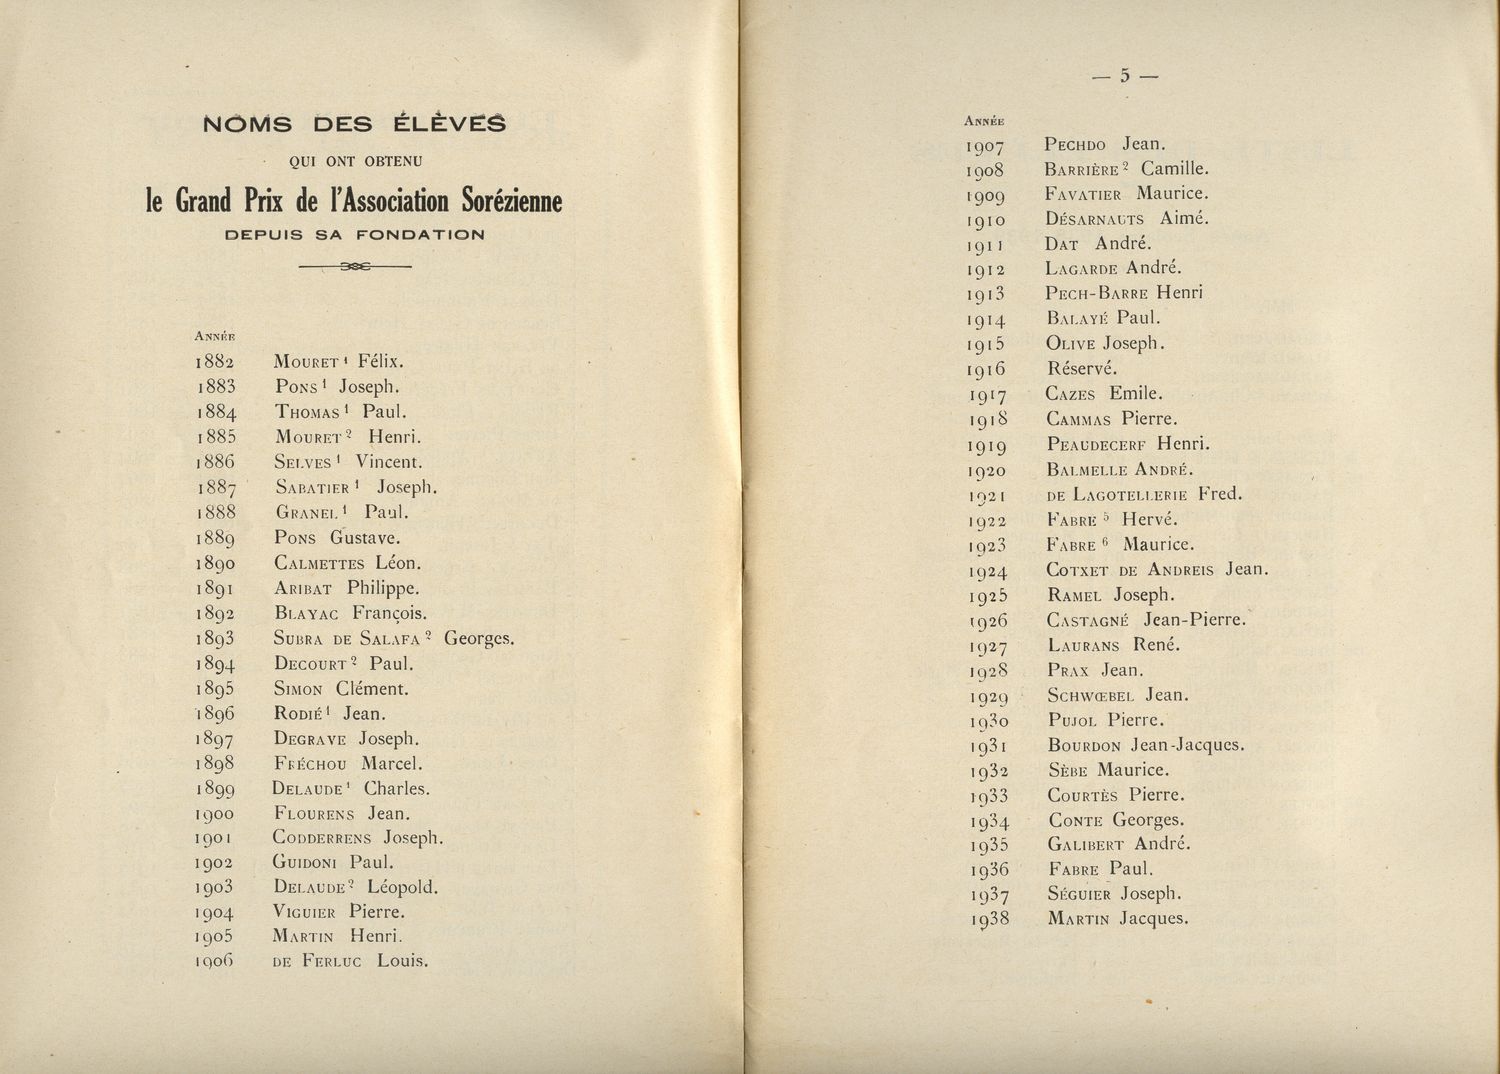 NOMS DES ÉLÈVES
QUI ONT OBTENU
le Grand Prix de l'Association Sorézienne
DEPUIS SA FONDATION
ANNÉE
1882 MOURET ¹ Félix.
1883 PONS ¹ Joseph.
1884 THOMAS ¹ Paul.
1885 MOURET ² Henri.
1886 SELVES ¹ Vincent.
1887 SABATIER ¹ Joseph.
1888 GRANEL ¹ Paul.
1889 PONS Gustave.
1890 CALMETTES Léon.
1891 ARIBAT Philippe.
1892 BLAYAC François.
1893 SUBRA DE SALAFA ² Georges.
1894 DECOURT ² Paul.
1895 SIMON Clément.
1896 RODIÉ ¹ Jean.
1897 DEGRAVE Joseph.
1898 FRÉCHOU Marcel.
1899 DELAUDE ¹ Charles.
1900 FLOURENS Jean.
1901 CODDERRENS Joseph.
1902 GUIDONI Paul.
1903 DELAUDE ² Léopold.
1904 VIGUIER Pierre.
1905 MARTIN Henri.
1906 DE FERLUC Louis.
— 5 —
ANNÉE
1907 PECHDO Jean.
1908 BARRIÈRE ² Camille.
1909 FAVATIER Maurice.
1910 DÉSARNAUTS Aimé.
1911 DAT André.
1912 LAGARDE André.
1913 PECH-BARRE Henri
1914 BALAYÉ Paul.
1915 OLIVE Joseph.
1916 Réservé.
1917 CAZES Emile.
1918 CAMMAS Pierre.
1919 PEAUDECERF Henri.
1920 BALMELLE ANDRÉ.
1921 DE LAGOTELLERIE Fred.
1922 FABRE ⁵ Hervé.
1923 FABRE ⁶ Maurice.
1924 COTXET DE ANDREIS Jean.
1925 RAMEL Joseph.
1926 CASTAGNÉ Jean-Pierre.
1927 LAURANS René.
1928 PRAX Jean.
1929 SCHWŒBEL Jean.
1930 PUJOL Pierre.
1931 BOURDON Jean-Jacques.
1932 SÈBE Maurice.
1933 COURTÈS Pierre.
1934 CONTE Georges.
1935 GALIBERT André.
1936 FABRE Paul.
1937 SÉGUIER Joseph.
1938 MARTIN Jacques.